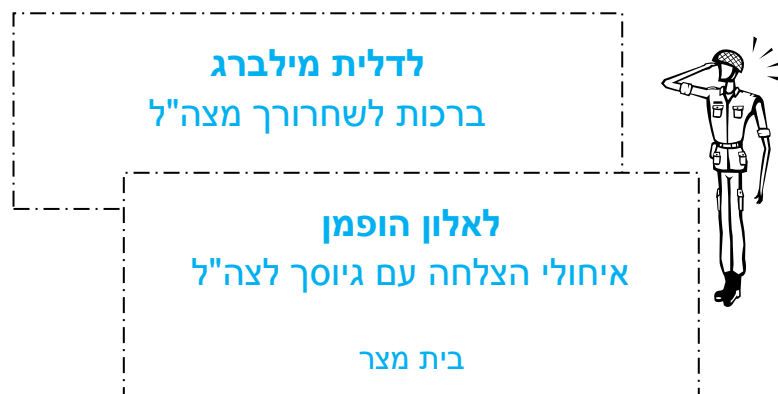 לדלית מילברג
ברכות לשחרורך מצה"ל
לאלון הופמן
איחולי הצלחה עם גיוסך לצה"ל
בית מצר